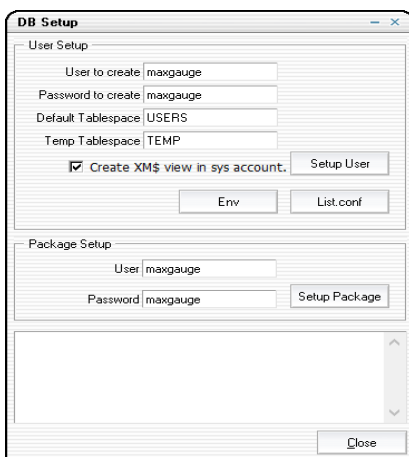 DB Setup
User Setup
User to create maxgauge
Password to create maxgauge
Default Tablespace USERS
Temp Tablespace TEMP
Create XM$ view in sys account. Setup User
Env List.conf
Package Setup
User maxgauge
Password maxgauge Setup Package
Close